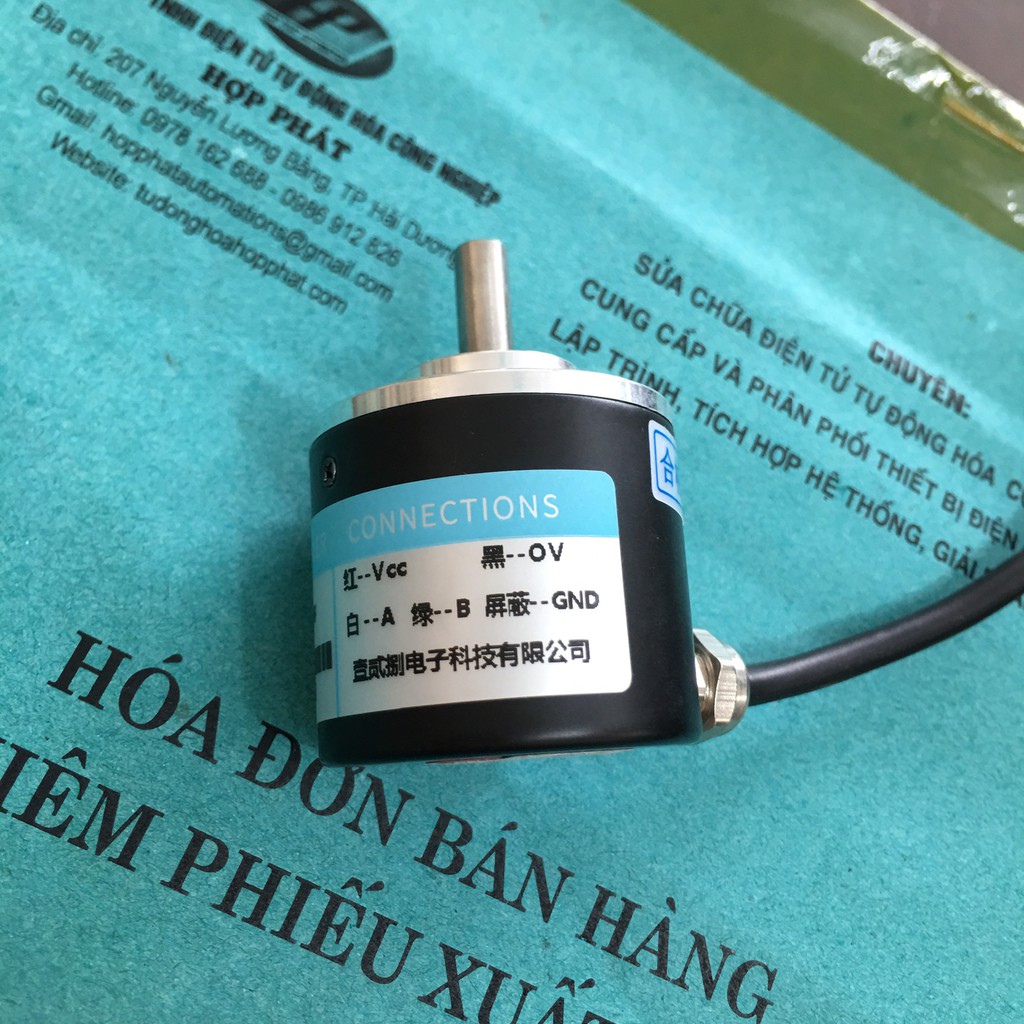 TNHH ĐIỆN TỬ TỰ ĐỘNG HÓA CÔNG NGHIỆP
HỢP PHÁT
Địa chỉ: 207 Nguyễn Lương Bằng, TP Hải Dương
Hotline: 0978 162 688 - 0986 912 826
Gmail: hopphatautomations@gmail.com
Website: tudonghoahopphat.com
CHUYÊN:
SỬA CHỮA ĐIỆN TỬ TỰ ĐỘNG HÓA
CUNG CẤP VÀ PHÂN PHỐI THIẾT BỊ ĐIỆN
LẬP TRÌNH, TÍCH HỢP HỆ THỐNG, GIẢI
合
CONNECTIONS
红--Vcc 黑--0V
白--A 绿--B 屏蔽--GND
壹贰捌电子科技有限公司
HÓA ĐƠN BÁN HÀNG
KIÊM PHIẾU XUẤT